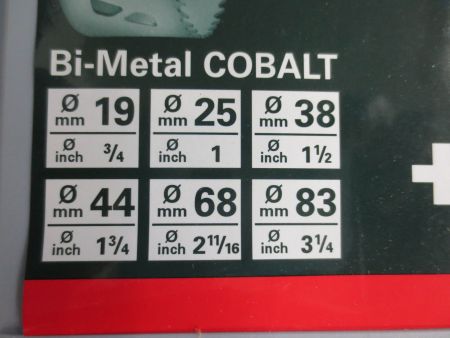 Bi-Metal COBALT
Ø mm 19 Ø mm 25 Ø mm 38
Ø inch 3/4 Ø inch 1 Ø inch 1 1/2
Ø mm 44 Ø mm 68 Ø mm 83
Ø inch 1 3/4 Ø inch 2 11/16 Ø inch 3 1/4